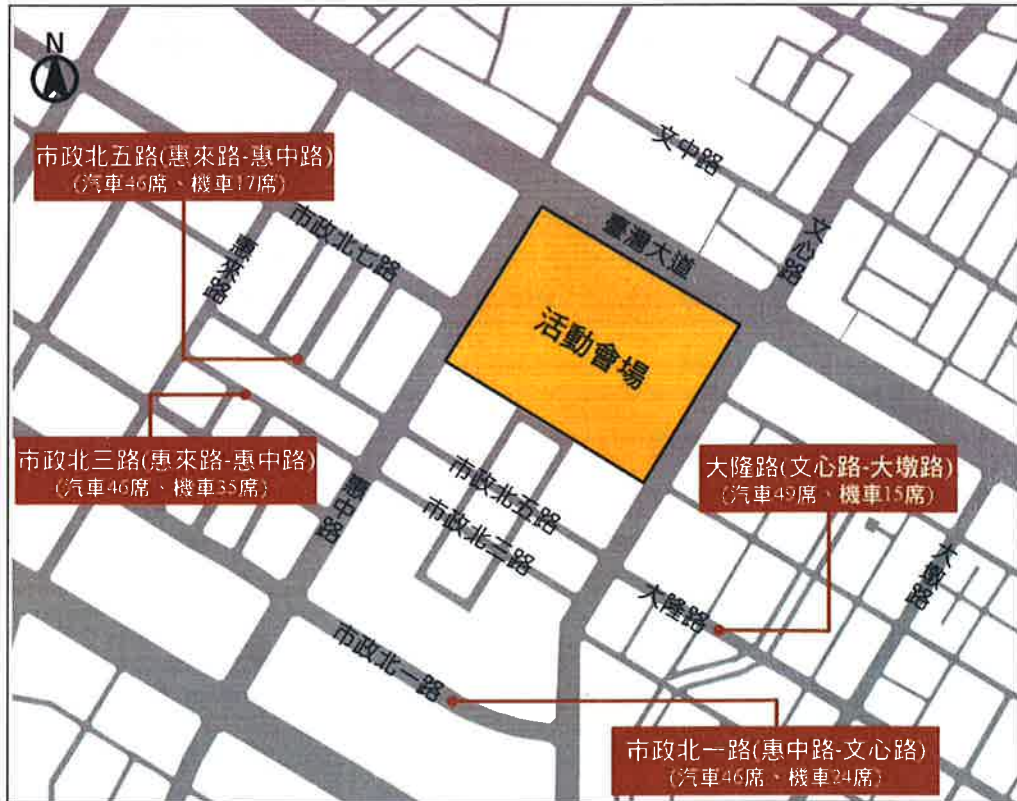 N
市政北五路(惠來路-惠中路)
(汽車46席、機車17席)
文中路
臺灣大道
文心路
市政北七路
惠來路
活動會場
市政北三路(惠來路-惠中路)
(汽車46席、機車35席)
大隆路(文心路-大墩路)
(汽車49席、機車15席)
市政北五路
惠中路
市政北三路
大墩路
大隆路
市政北一路
市政北一路(惠中路-文心路)
(汽車46席、機車24席)